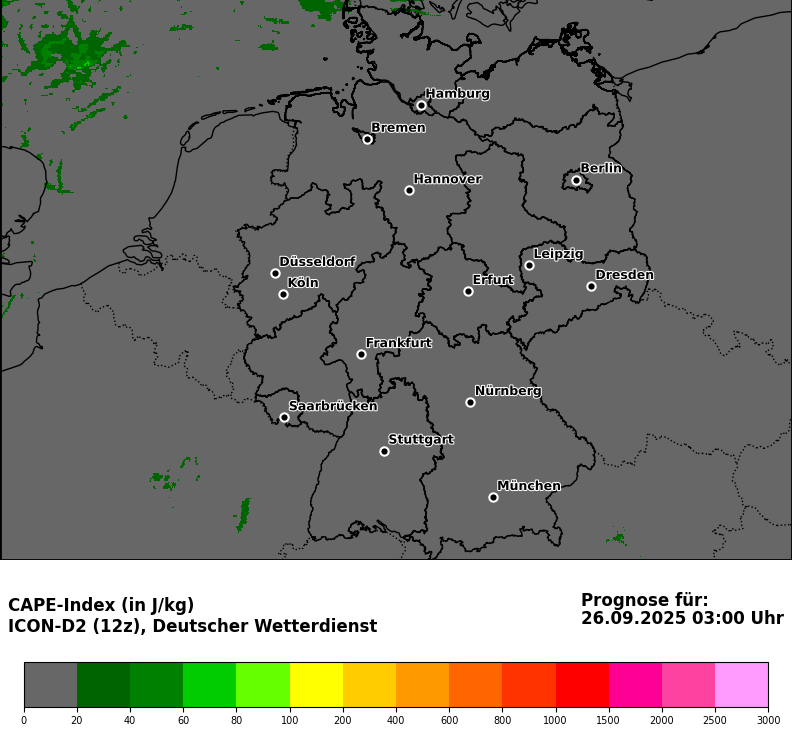 Hamburg
Bremen
Berlin
Hannover
Leipzig
Düsseldorf
Dresden
Köln
Erfurt
Frankfurt
Nürnberg
Saarbrücken
Stuttgart
München
CAPE-Index (in J/kg)
ICON-D2 (12z), Deutscher Wetterdienst
Prognose für:
26.09.2025 03:00 Uhr
0 20 40 60 80 100 200 400 600 800 1000 1500 2000 2500 3000